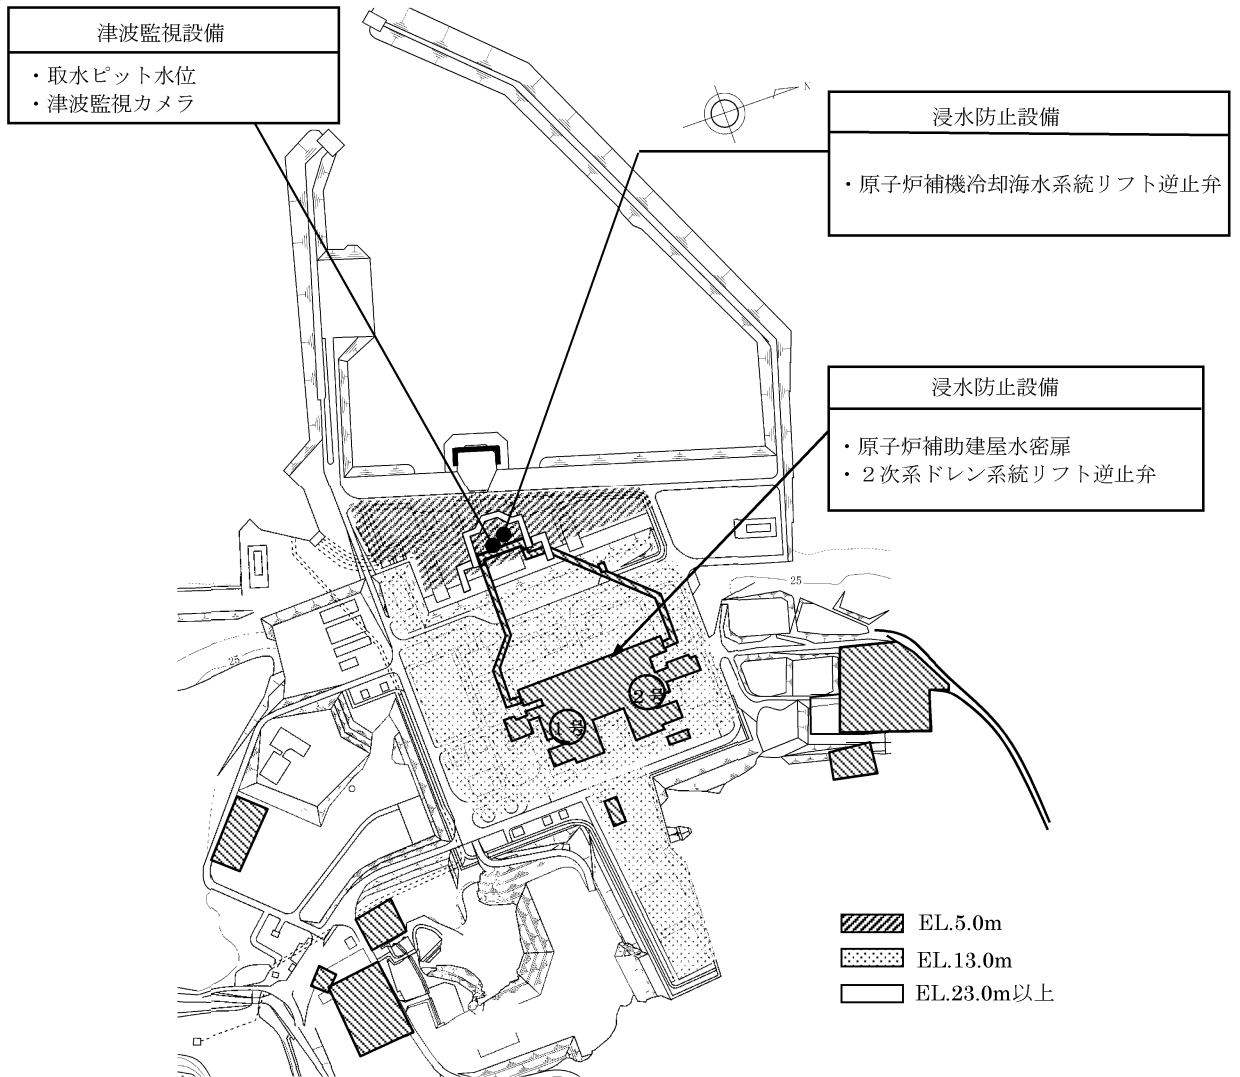 津波監視設備
・取水ピット水位
・津波監視カメラ
N
浸水防止設備
・原子炉補機冷却海水系統リフト逆止弁
浸水防止設備
・原子炉補助建屋水密扉
・２次系ドレン系統リフト逆止弁
25
25
２号
１号
EL.5.0m
EL.13.0m
EL.23.0m以上